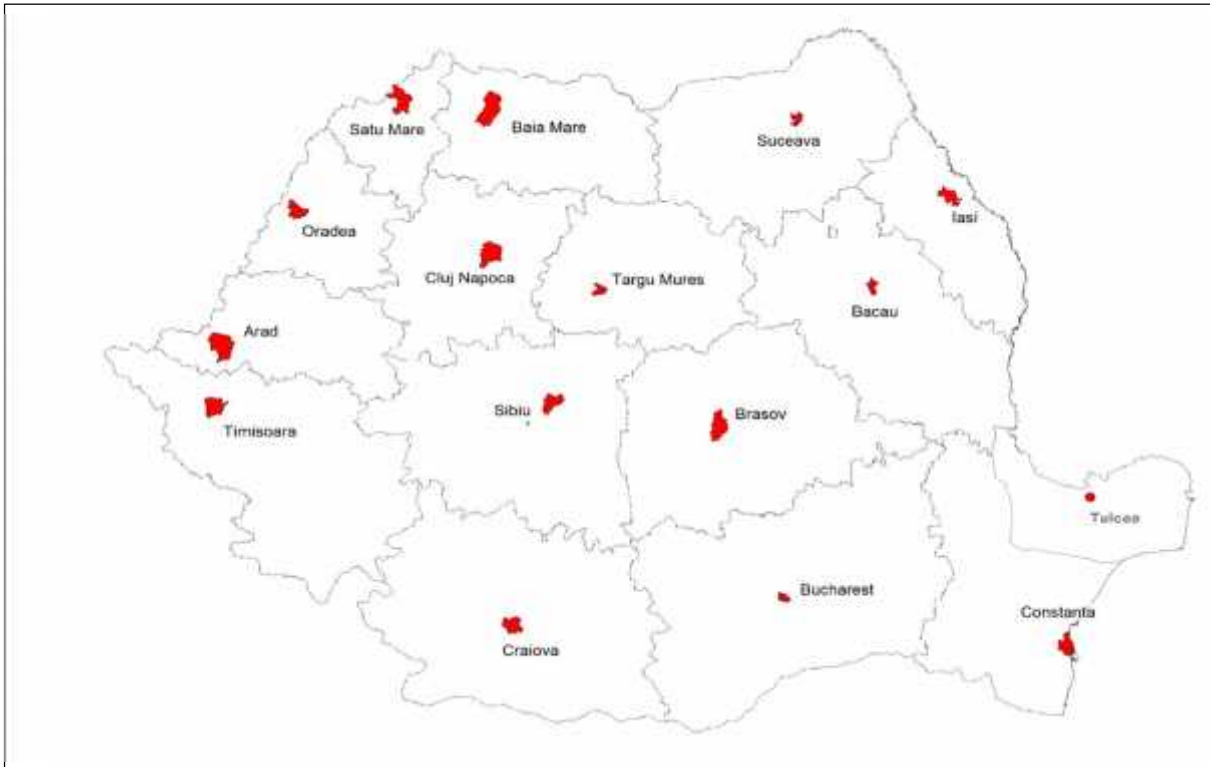 Satu Mare
Baia Mare
Suceava
Iasi
Oradea
Cluj Napoca
Targu Mures
Bacau
Arad
Sibiu
Brasov
Timisoara
Tulcea
Bucharest
Constanta
Craiova